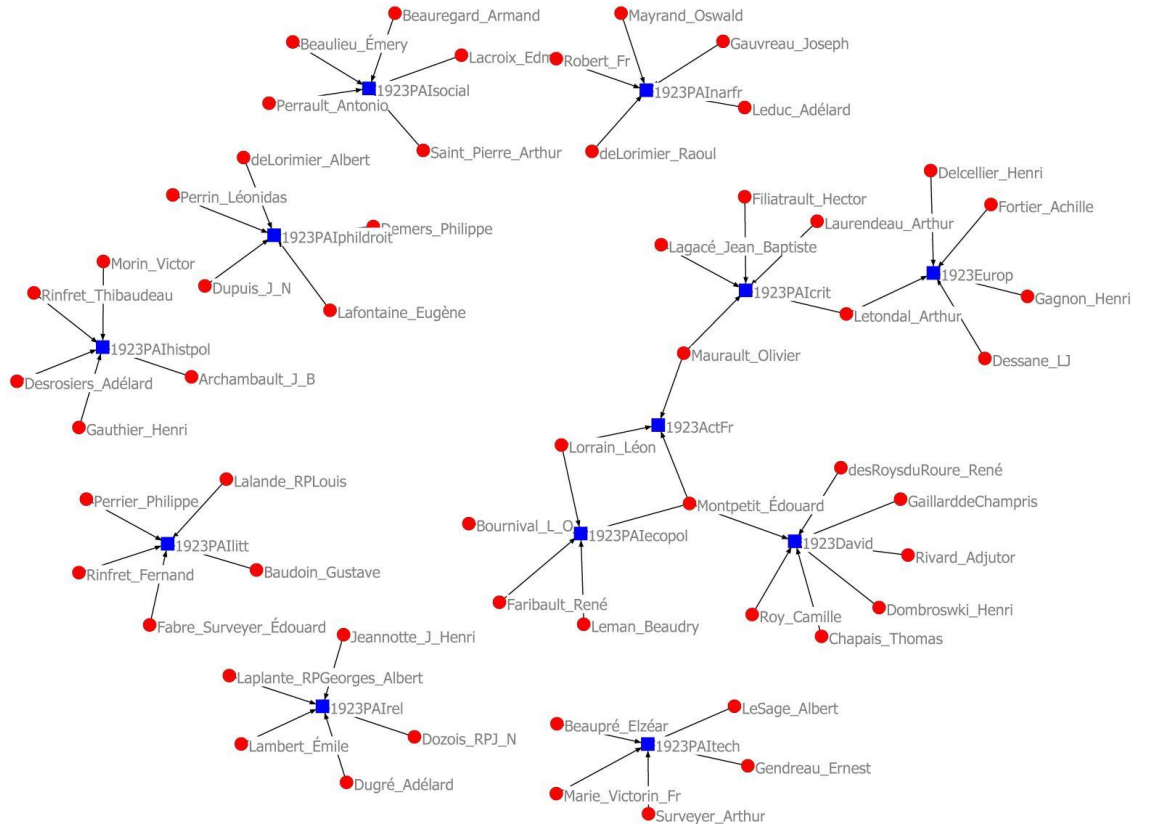 Beauregard_Armand
Mayrand_Oswald
Beaulieu_Émery
Gauvreau_Joseph
Lacroix_Edm
Robert_Fr
1923PAIsocial
1923PAInarfr
Perrault_Antonio
Leduc_Adélard
Saint_Pierre_Arthur
deLorimier_Raoul
deLorimier_Albert
Delcellier_Henri
Perrin_Léonidas
Filiatrault_Hector
Fortier_Achille
Laurendeau_Arthur
Demers_Philippe
1923PAIphildroit
Lagacé_Jean_Baptiste
Morin_Victor
1923Europ
Dupuis_J_N
1923PAIcrit
Rinfret_Thibaudeau
Gagnon_Henri
Lafontaine_Eugène
Letondal_Arthur
1923PAIhistpol
Maurault_Olivier
Dessane_LJ
Archambault_J_B
Desrosiers_Adélard
1923ActFr
Gauthier_Henri
Lorrain_Léon
desRoysduRoure_René
Lalande_RPLouis
Perrier_Philippe
GaillarddeChampris
Montpetit_Édouard
Bournival_L_O
1923PAIecopol
1923David
1923PAIlitt
Rivard_Adjutor
Baudoin_Gustave
Rinfret_Fernand
Faribault_René
Dombroswki_Henri
Roy_Camille
Fabre_Surveyer_Édouard
Leman_Beaudry
Jeannotte_J_Henri
Chapais_Thomas
Laplante_RPGeorges_Albert
1923PAIrel
LeSage_Albert
Beaupré_Elzéar
Dozois_RPJ_N
Lambert_Émile
1923PAItech
Gendreau_Ernest
Dugré_Adélard
Marie_Victorin_Fr
Surveyer_Arthur